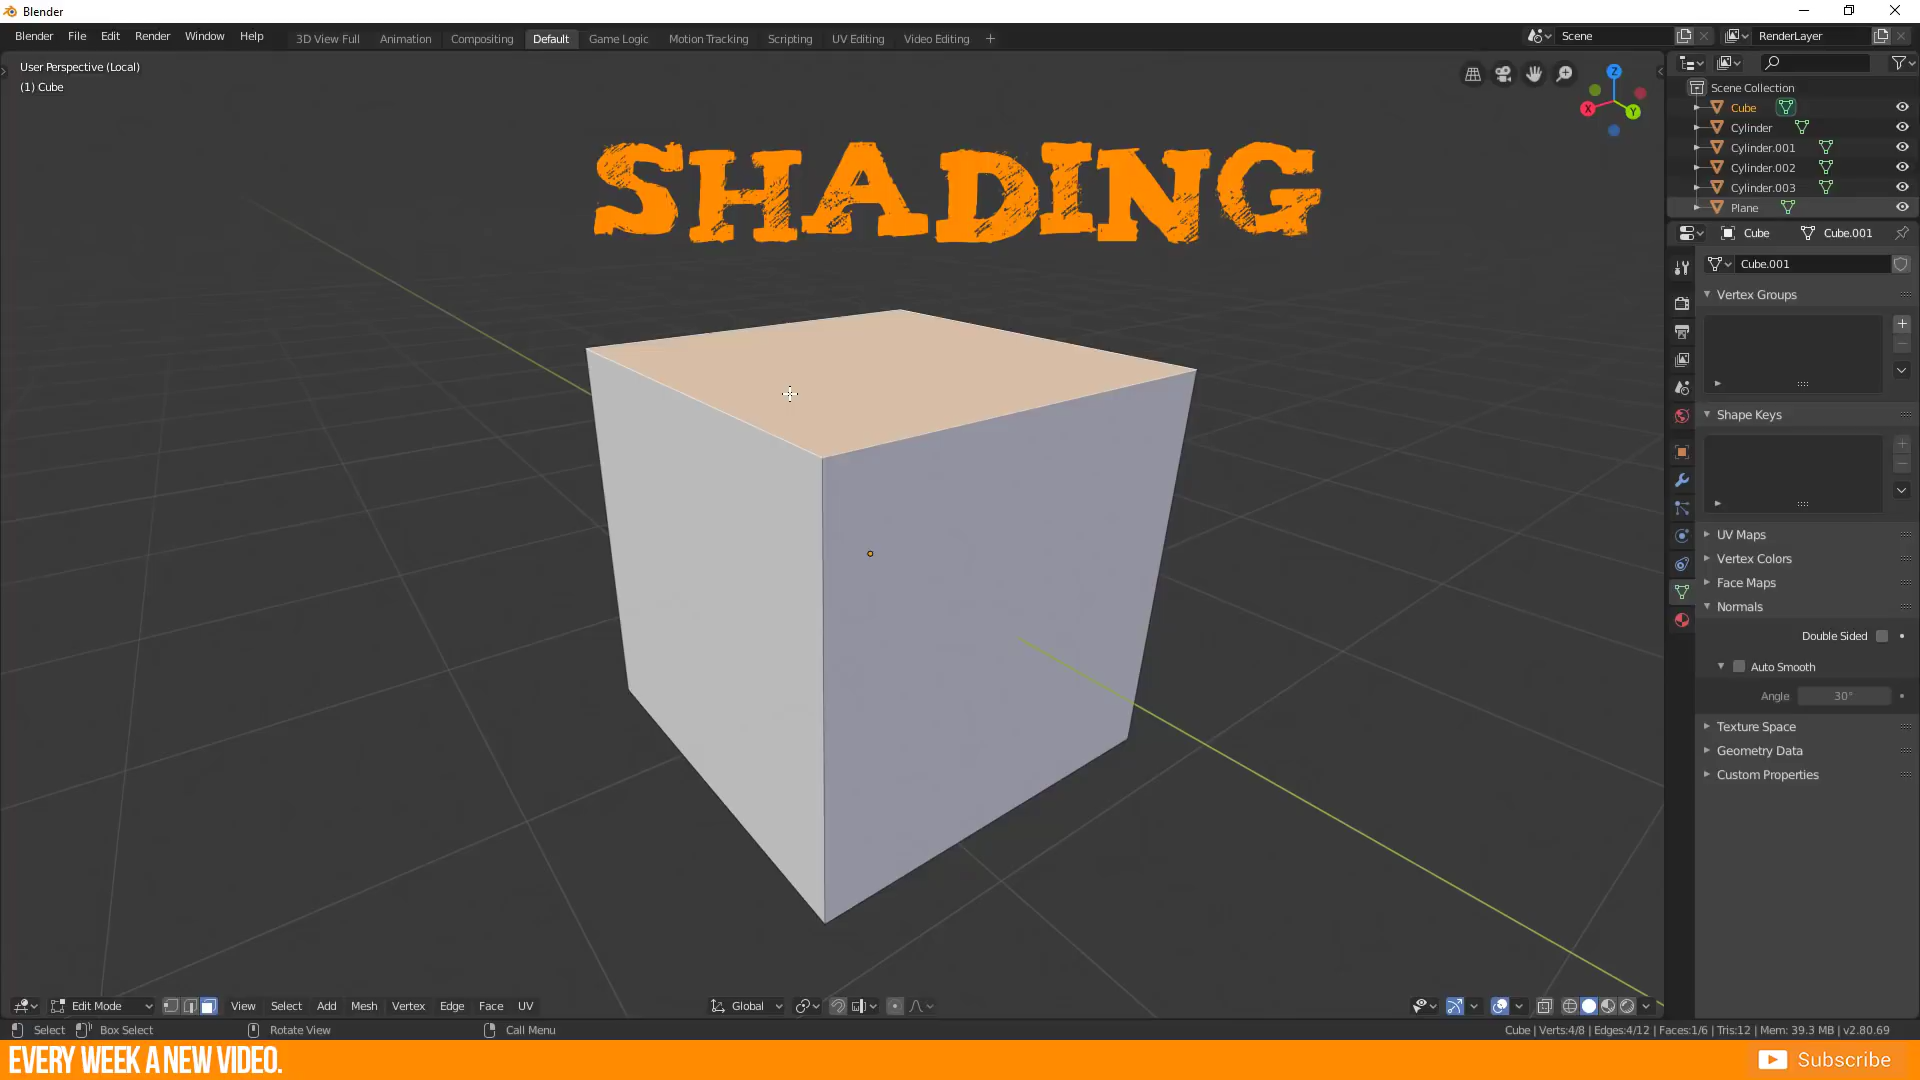 Blender
Blender File Edit Render Window Help 3D View Full Animation Compositing Default Game Logic Motion Tracking Scripting UV Editing Video Editing + Scene RenderLayer
User Perspective (Local)
(1) Cube
Z
X
Y
SHADING
Scene Collection
Cube
Cylinder
Cylinder.001
Cylinder.002
Cylinder.003
Plane
Cube Cube.001
Cube.001
Vertex Groups
Shape Keys
UV Maps
Vertex Colors
Face Maps
Normals
Double Sided
Auto Smooth
Angle 30°
Texture Space
Geometry Data
Custom Properties
Edit Mode View Select Add Mesh Vertex Edge Face UV Global
Select Box Select Rotate View Call Menu Cube | Verts:4/8 | Edges:4/12 | Faces:1/6 | Tris:12 | Mem: 39.3 MB | v2.80.69
EVERY WEEK A NEW VIDEO. Subscribe